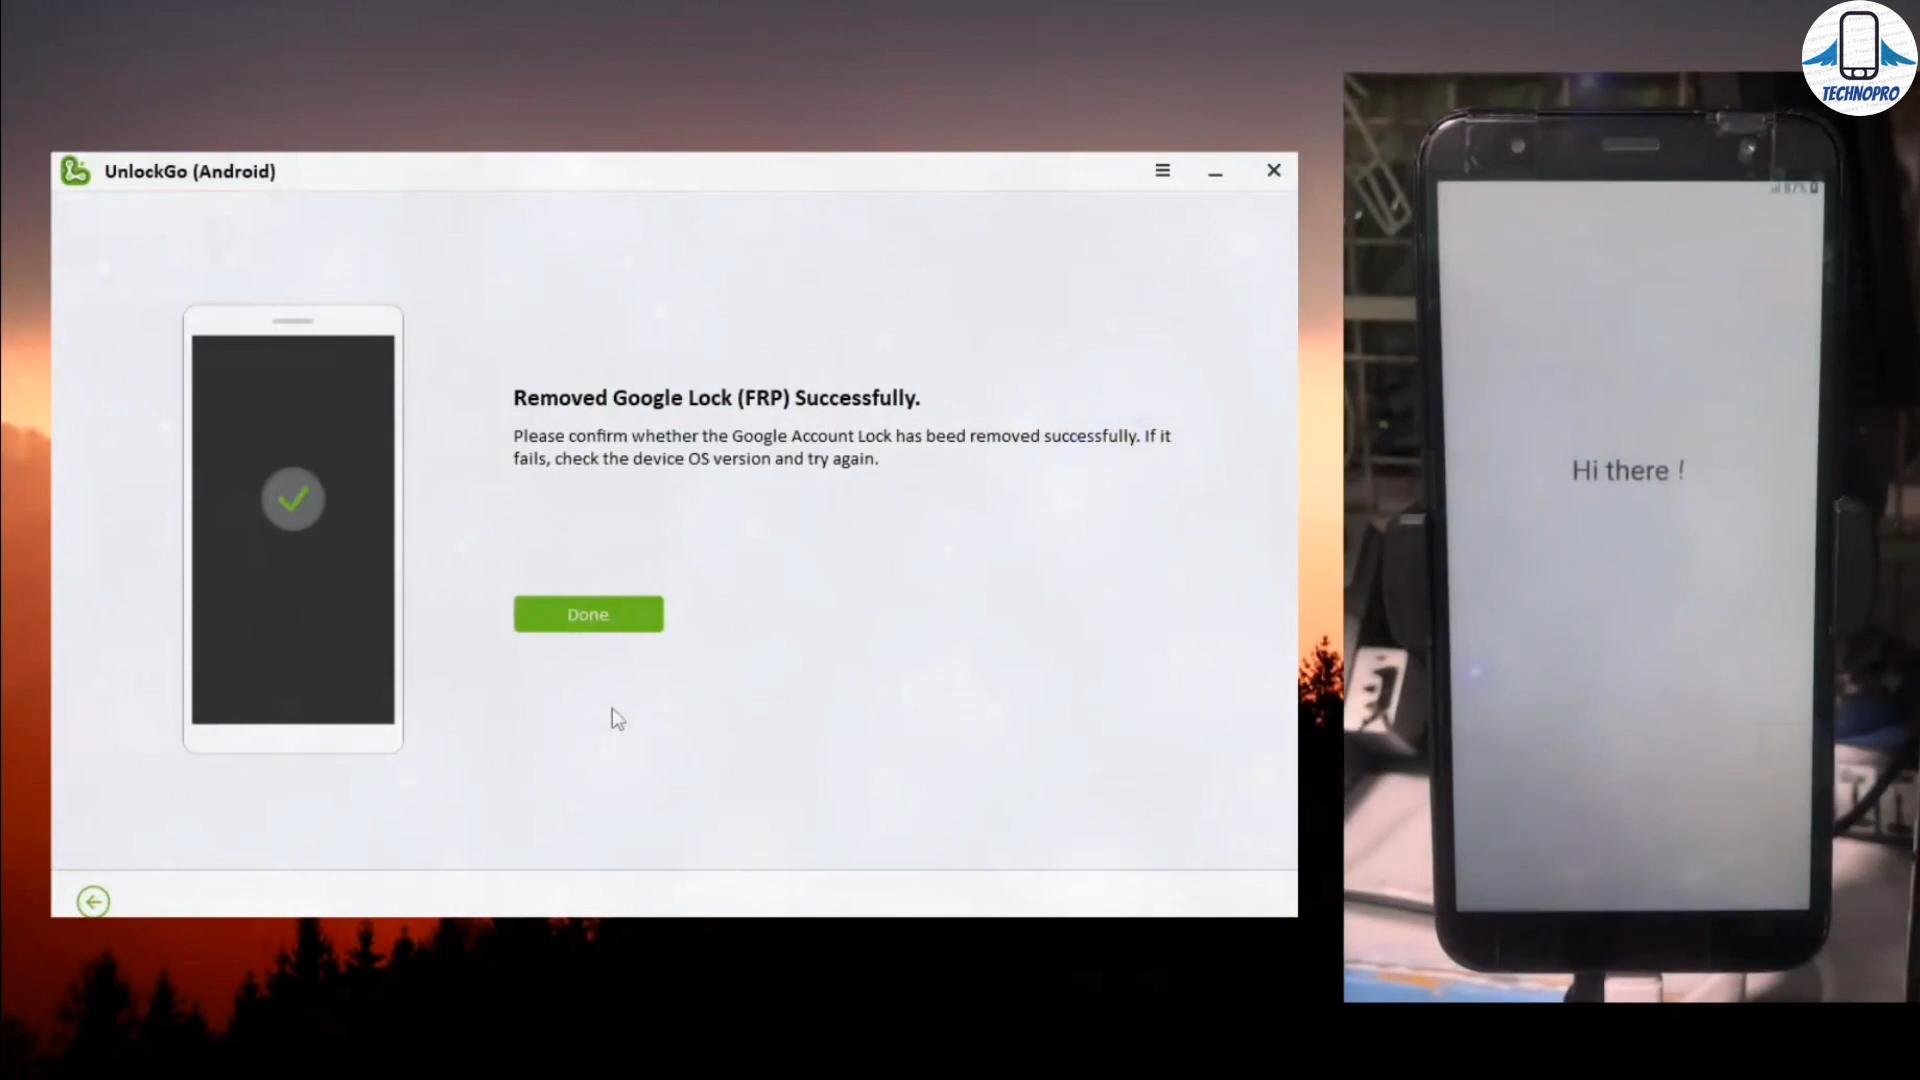 TECHNOPRO
UnlockGo (Android)
Removed Google Lock (FRP) Successfully.
Please confirm whether the Google Account Lock has beed removed successfully. If it
fails, check the device OS version and try again.
Done
Hi there !